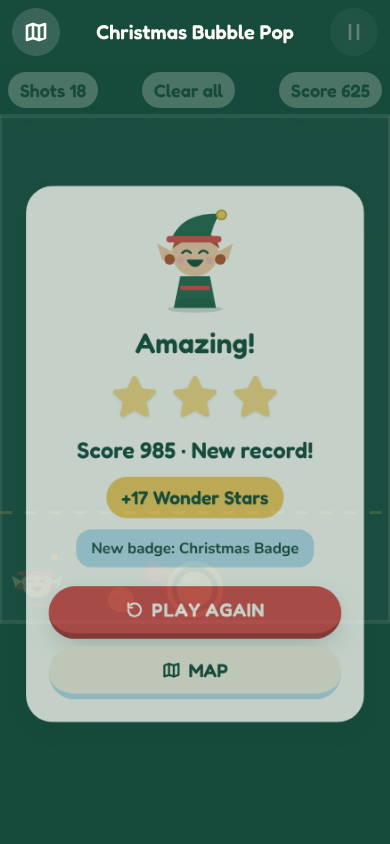 Christmas Bubble Pop
Shots 18
Clear all
Score 625
Amazing!
Score 985 · New record!
+17 Wonder Stars
New badge: Christmas Badge
PLAY AGAIN
MAP